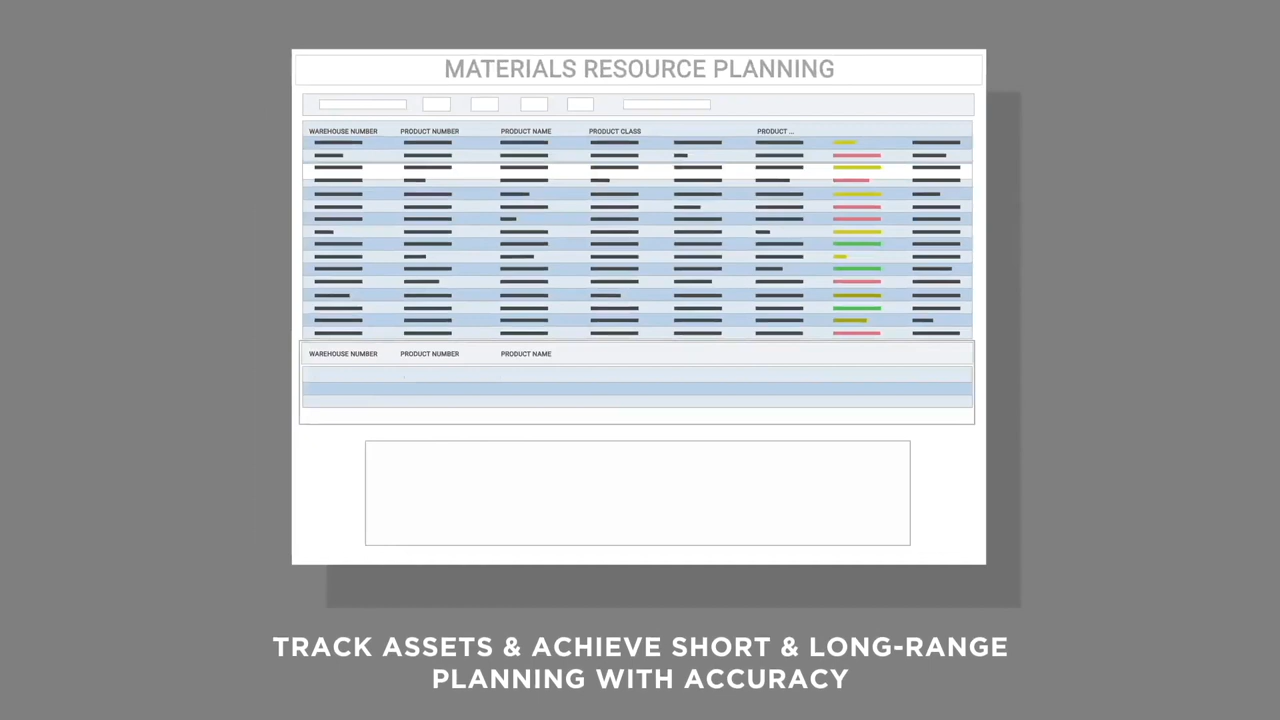 MATERIALS RESOURCE PLANNING
WAREHOUSE NUMBER PRODUCT NUMBER PRODUCT NAME PRODUCT CLASS PRODUCT ...
WAREHOUSE NUMBER PRODUCT NUMBER PRODUCT NAME
TRACK ASSETS & ACHIEVE SHORT & LONG-RANGE
PLANNING WITH ACCURACY